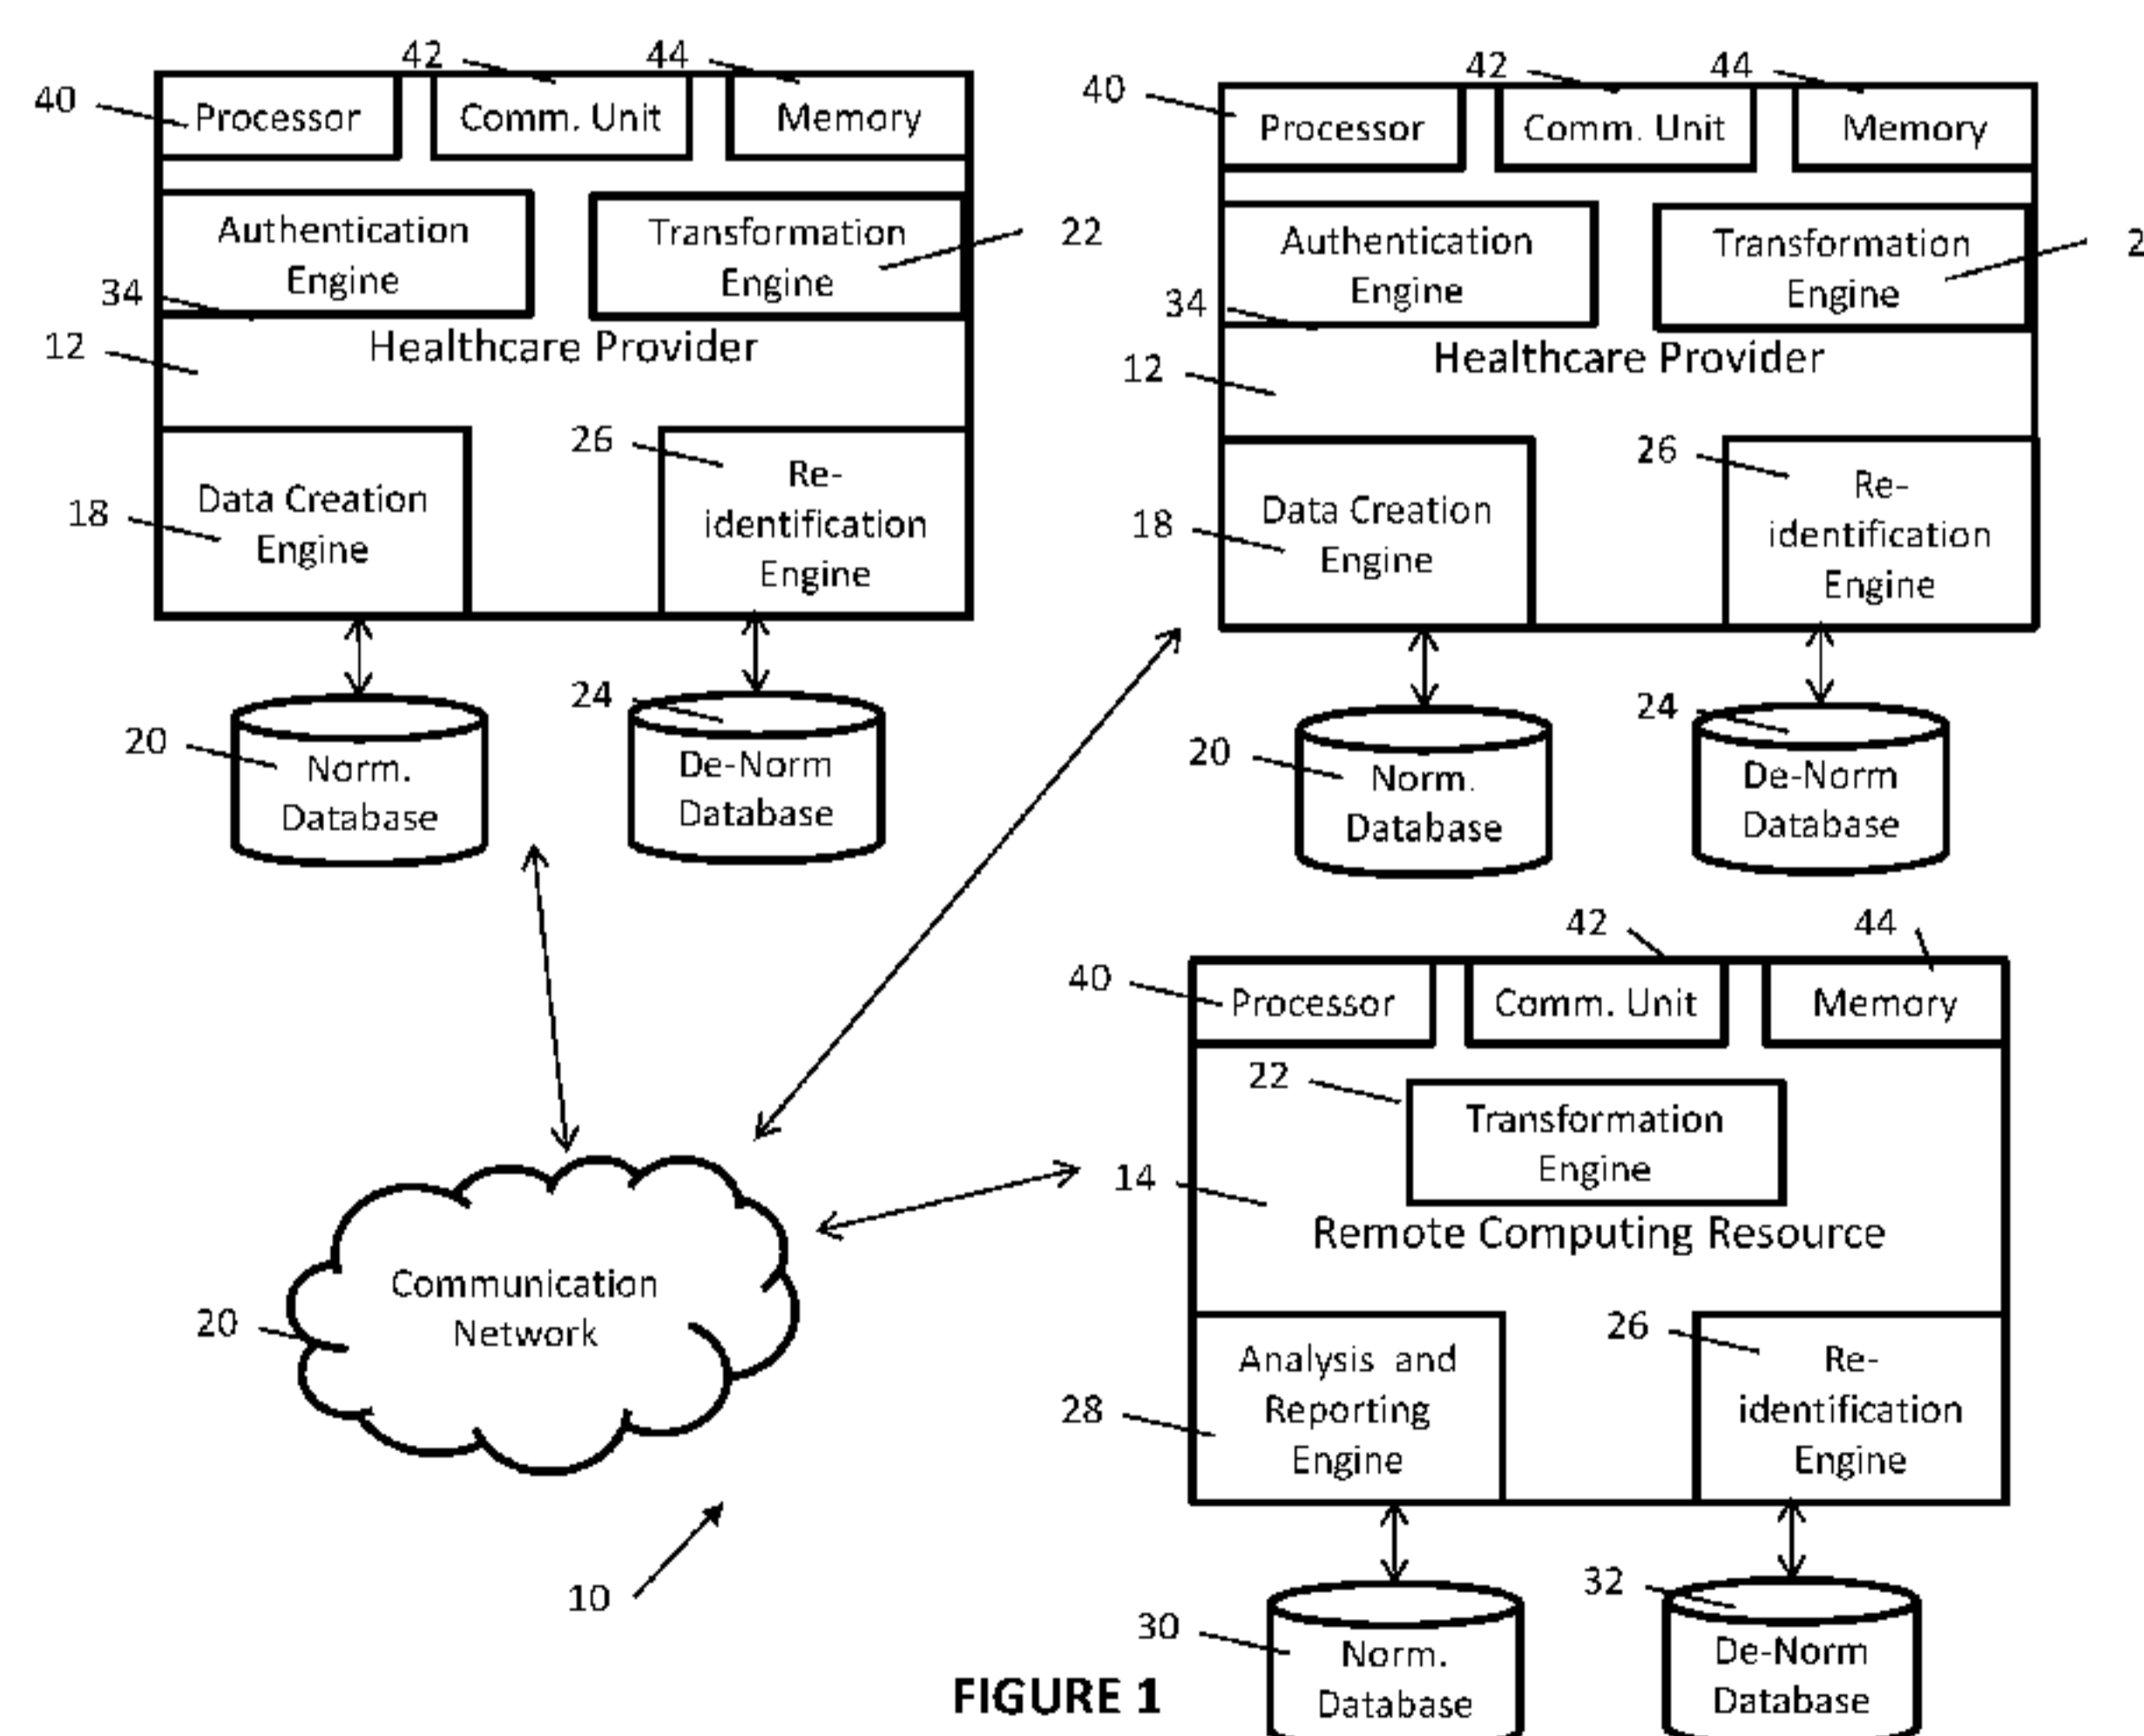 42
44
40
Processor
Comm. Unit
Memory
Authentication
Engine
Transformation
Engine
22
34
12
Healthcare Provider
26
18
Data Creation
Engine
Re-
identification
Engine
24
20
Norm.
Database
De-Norm
Database
42
44
40
Processor
Comm. Unit
Memory
Authentication
Engine
Transformation
Engine
2
34
12
Healthcare Provider
26
18
Data Creation
Engine
Re-
identification
Engine
24
20
Norm.
Database
De-Norm
Database
42
44
40
Processor
Comm. Unit
Memory
22
Transformation
Engine
14
Remote Computing Resource
26
28
Analysis and
Reporting
Engine
Re-
identification
Engine
32
30
Norm.
Database
De-Norm
Database
20
Communication
Network
10
FIGURE 1